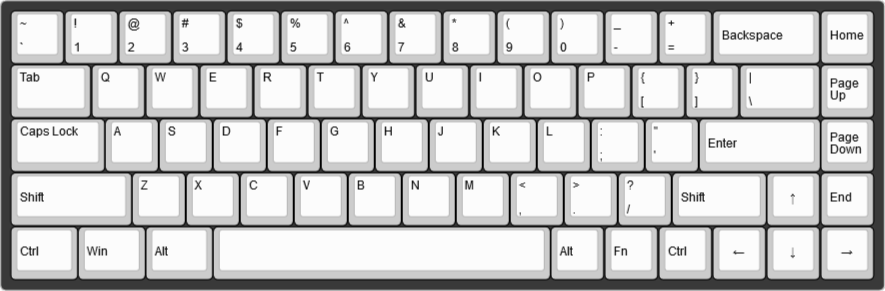 ~ ! @ # $ % ^ & * ( ) _ +
` 1 2 3 4 5 6 7 8 9 0 - = Backspace Home
Tab Q W E R T Y U I O P { } | Page
[ ] \ Up
Caps Lock A S D F G H J K L : " Enter Page
; ' Down
Shift Z X C V B N M < > ? Shift ↑ End
, . /
Ctrl Win Alt Alt Fn Ctrl ← ↓ →